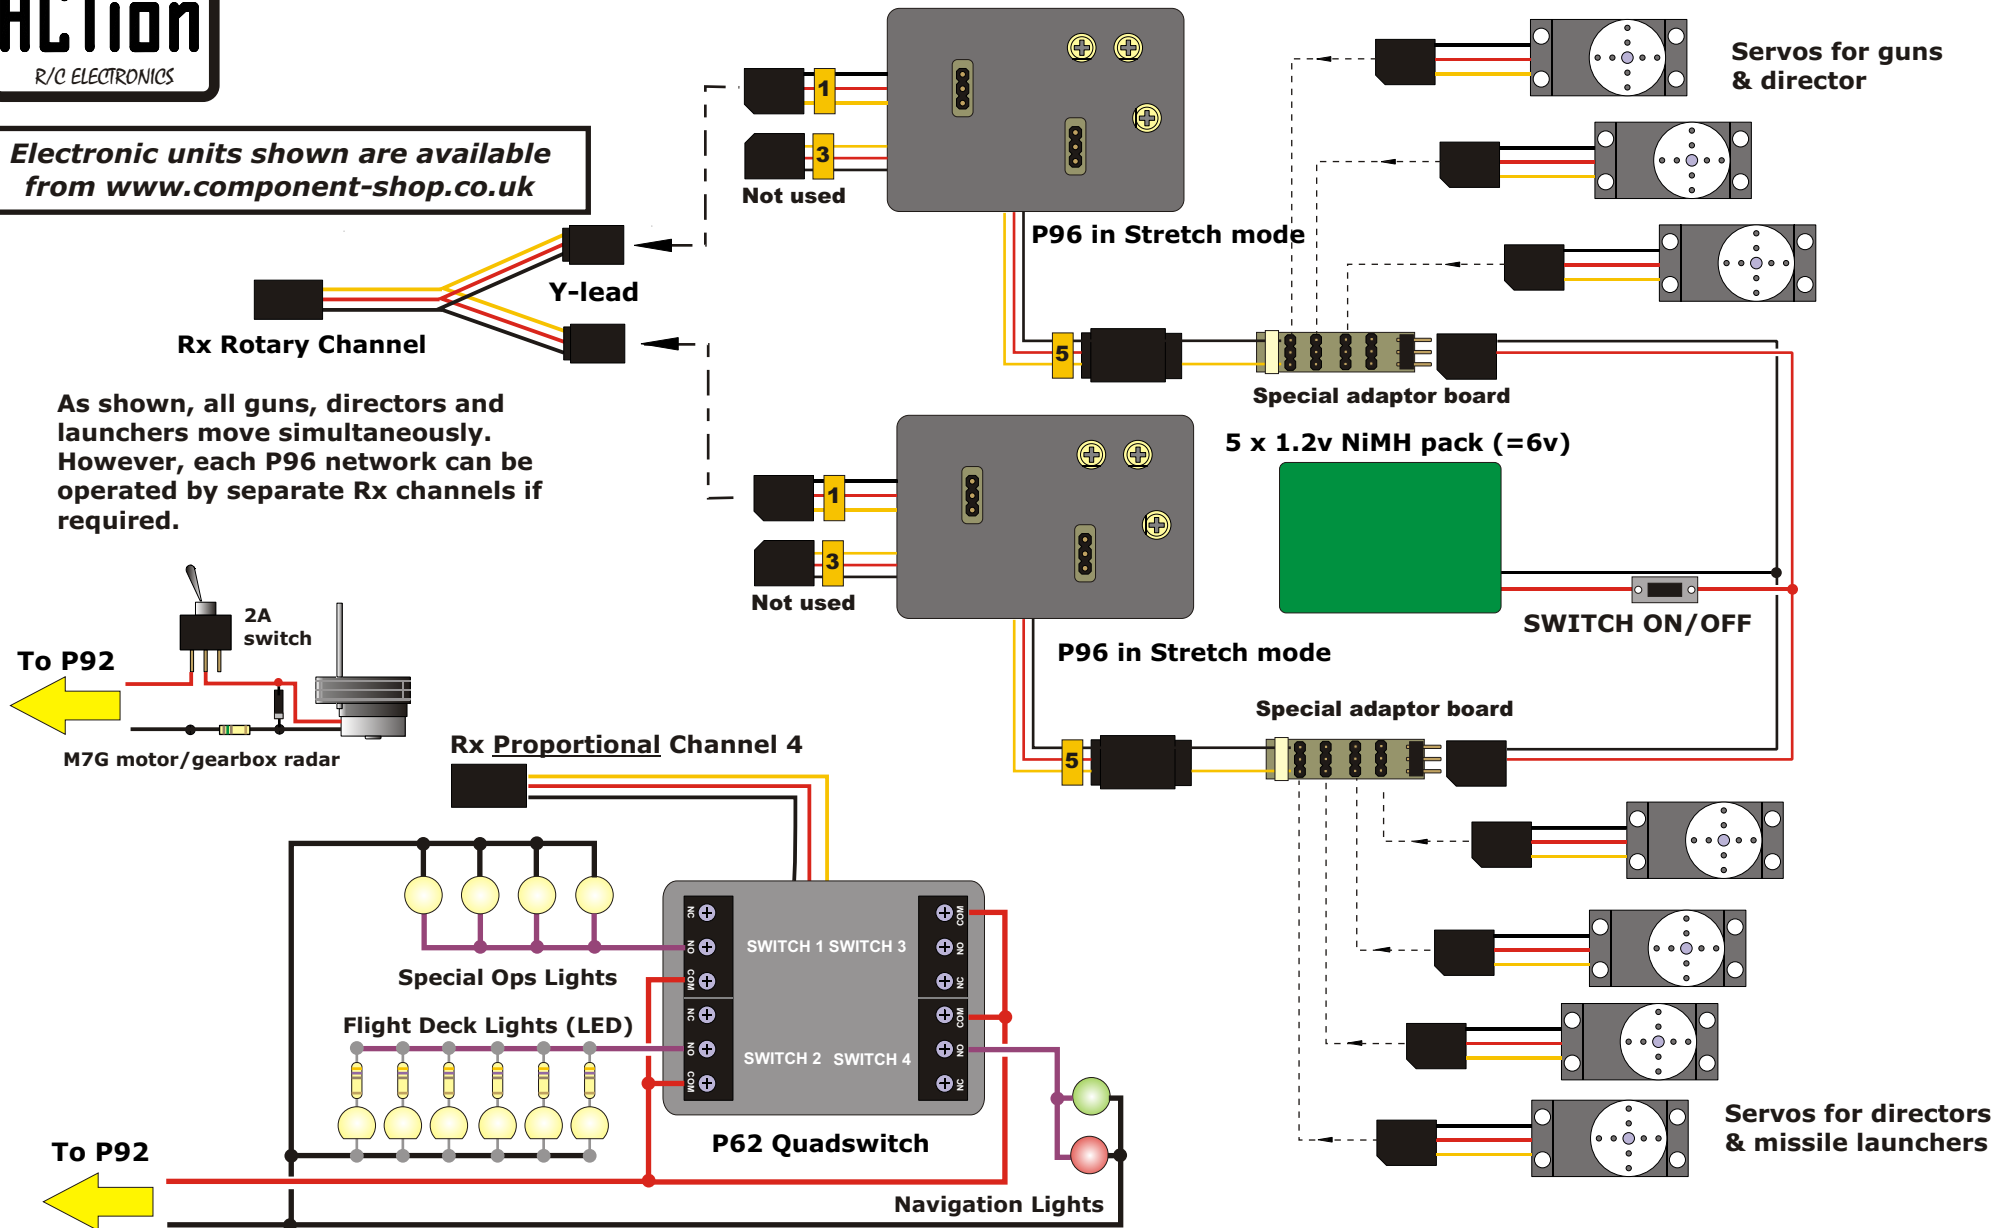 ACTion
R/C ELECTRONICS
Electronic units shown are available
from www.component-shop.co.uk
1
3
Not used
P96 in Stretch mode
Servos for guns
& director
Y-lead
Rx Rotary Channel
5
Special adaptor board
As shown, all guns, directors and
launchers move simultaneously.
However, each P96 network can be
operated by separate Rx channels if
required.
5 x 1.2v NiMH pack (=6v)
1
3
Not used
SWITCH ON/OFF
P96 in Stretch mode
2A
switch
To P92
M7G motor/gearbox radar
Special adaptor board
5
Rx Proportional Channel 4
NC
NO
COM
NC
NO
COM
SWITCH 1 SWITCH 3
SWITCH 2 SWITCH 4
COM
NO
NC
COM
NO
NC
Special Ops Lights
Flight Deck Lights (LED)
P62 Quadswitch
To P92
Navigation Lights
Servos for directors
& missile launchers